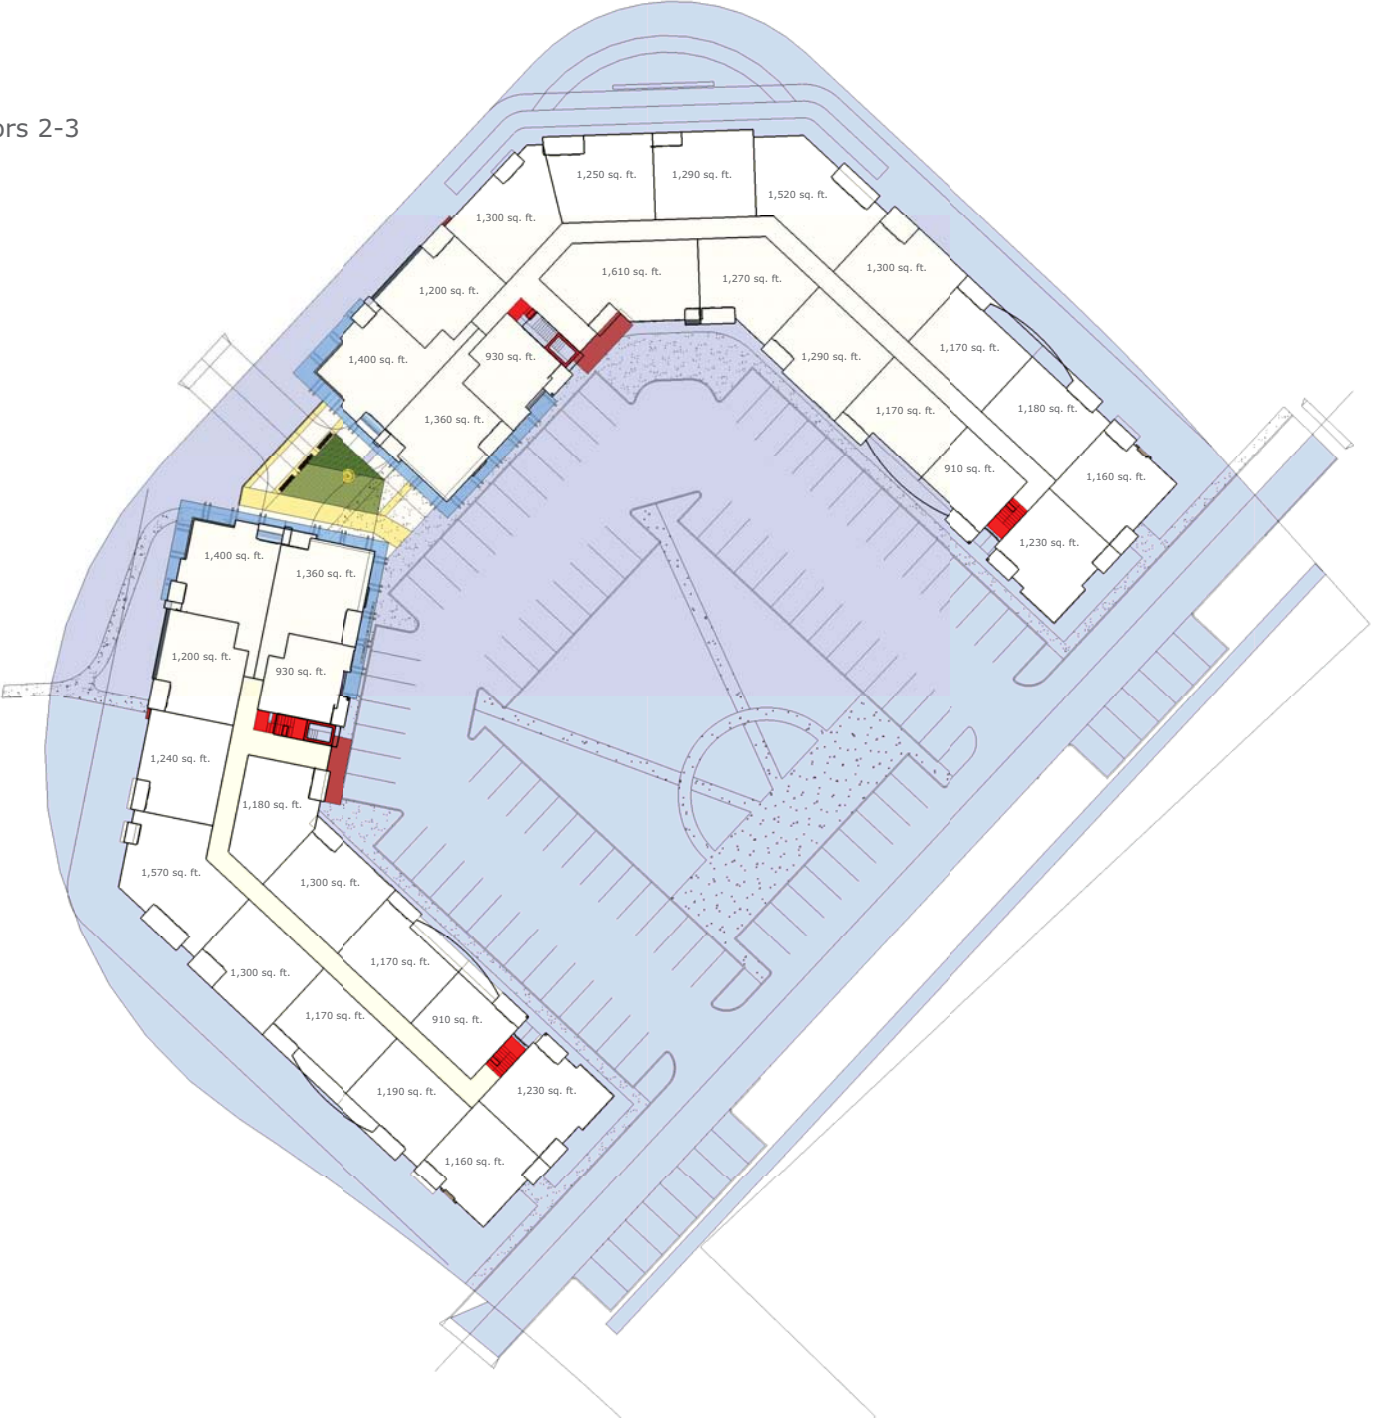 ors 2-3
1,250 sq. ft.
1,290 sq. ft.
1,520 sq. ft.
1,300 sq. ft.
1,300 sq. ft.
1,610 sq. ft.
1,270 sq. ft.
1,200 sq. ft.
1,170 sq. ft.
1,400 sq. ft.
930 sq. ft.
1,290 sq. ft.
1,180 sq. ft.
1,170 sq. ft.
1,360 sq. ft.
910 sq. ft.
1,160 sq. ft.
1,230 sq. ft.
1,400 sq. ft.
1,360 sq. ft.
1,200 sq. ft.
930 sq. ft.
1,240 sq. ft.
1,180 sq. ft.
1,570 sq. ft.
1,300 sq. ft.
1,170 sq. ft.
1,300 sq. ft.
1,170 sq. ft.
910 sq. ft.
1,190 sq. ft.
1,230 sq. ft.
1,160 sq. ft.